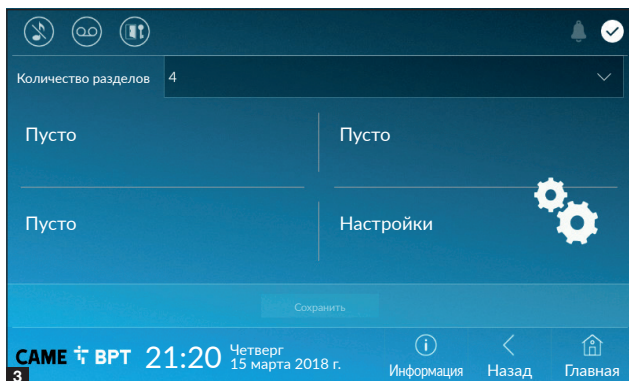 Количество разделов 4
Пусто Пусто
Пусто Настройки
Сохранить
CAME BPT 21:20 Четверг
15 марта 2018 г.
Информация Назад Главная
3